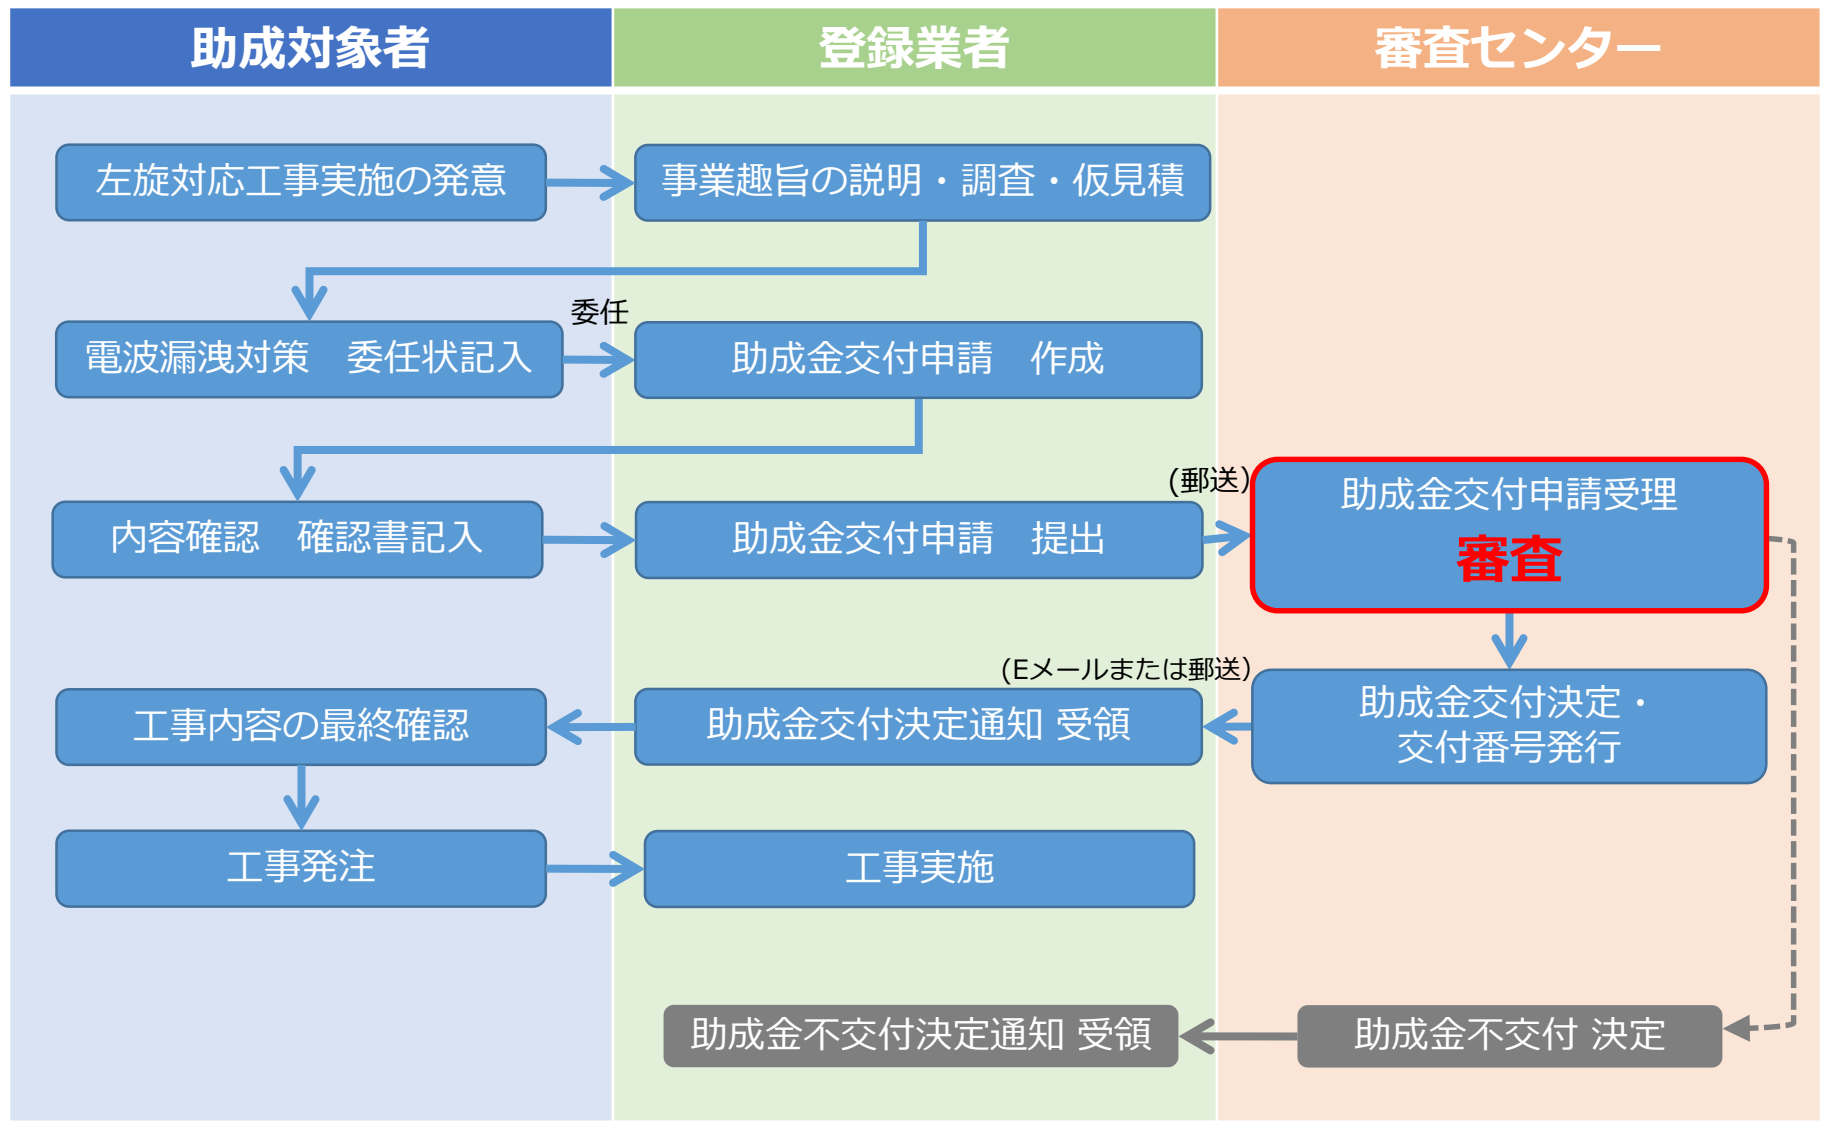 助成対象者
登録業者
審査センター
左旋対応工事実施の発意
事業趣旨の説明・調査・仮見積
委任
電波漏洩対策　委任状記入
助成金交付申請　作成
(郵送)
内容確認　確認書記入
助成金交付申請　提出
助成金交付申請受理
審査
(Eメールまたは郵送)
工事内容の最終確認
助成金交付決定通知 受領
助成金交付決定・
交付番号発行
工事発注
工事実施
助成金不交付決定通知 受領
助成金不交付 決定